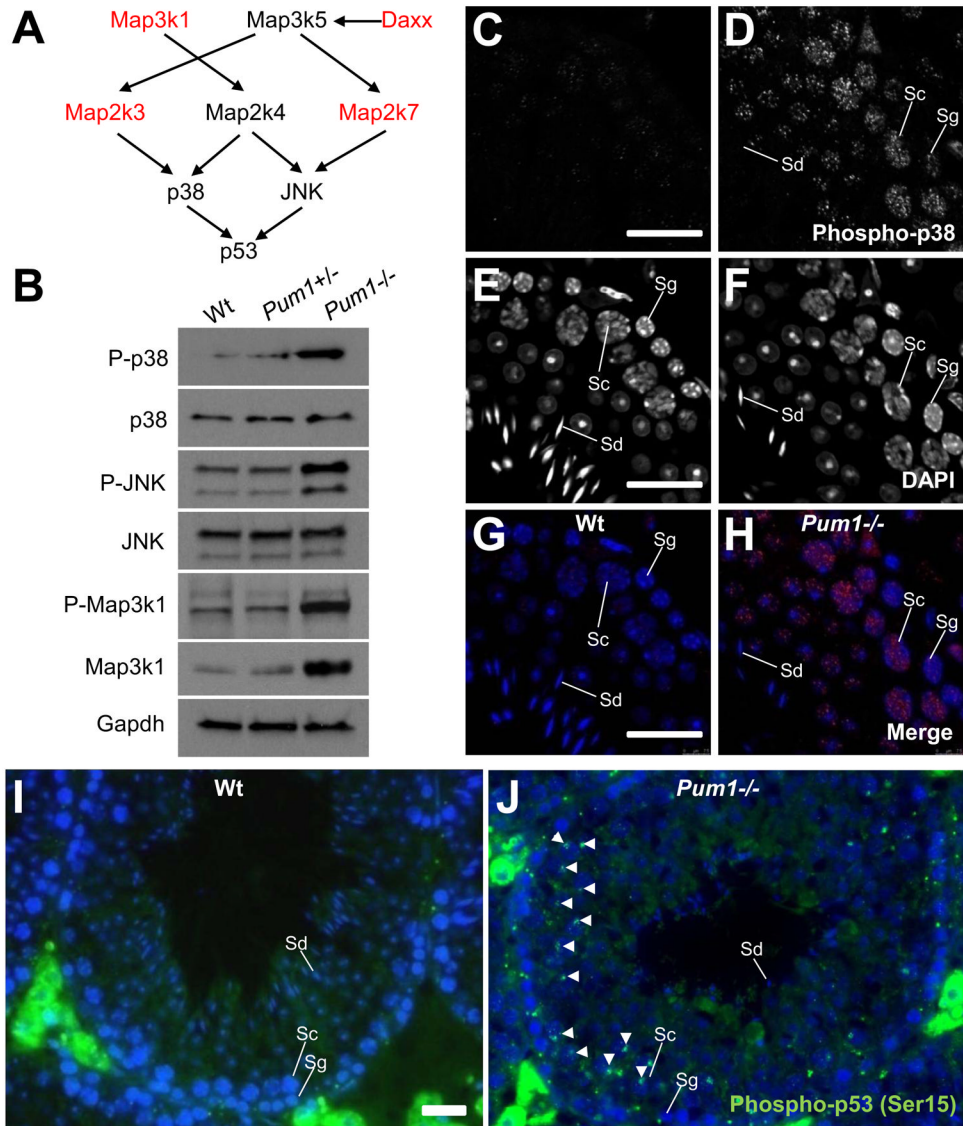 A
Map3k1
Map3k5
Daxx
Map2k3
Map2k4
Map2k7
p38
JNK
p53
B
Wt
Pum1+/-
Pum1-/-
P-p38
p38
P-JNK
JNK
P-Map3k1
Map3k1
Gapdh
C
D
Sc
Sg
Sd
Phospho-p38
E
Sg
Sc
Sd
F
Sc
Sg
Sd
DAPI
G
Wt
Sg
Sc
Sd
H
Pum1-/-
Sc
Sg
Sd
Merge
I
Wt
Sd
Sc
Sg
J
Pum1-/-
Sd
Sc
Sg
Phospho-p53 (Ser15)